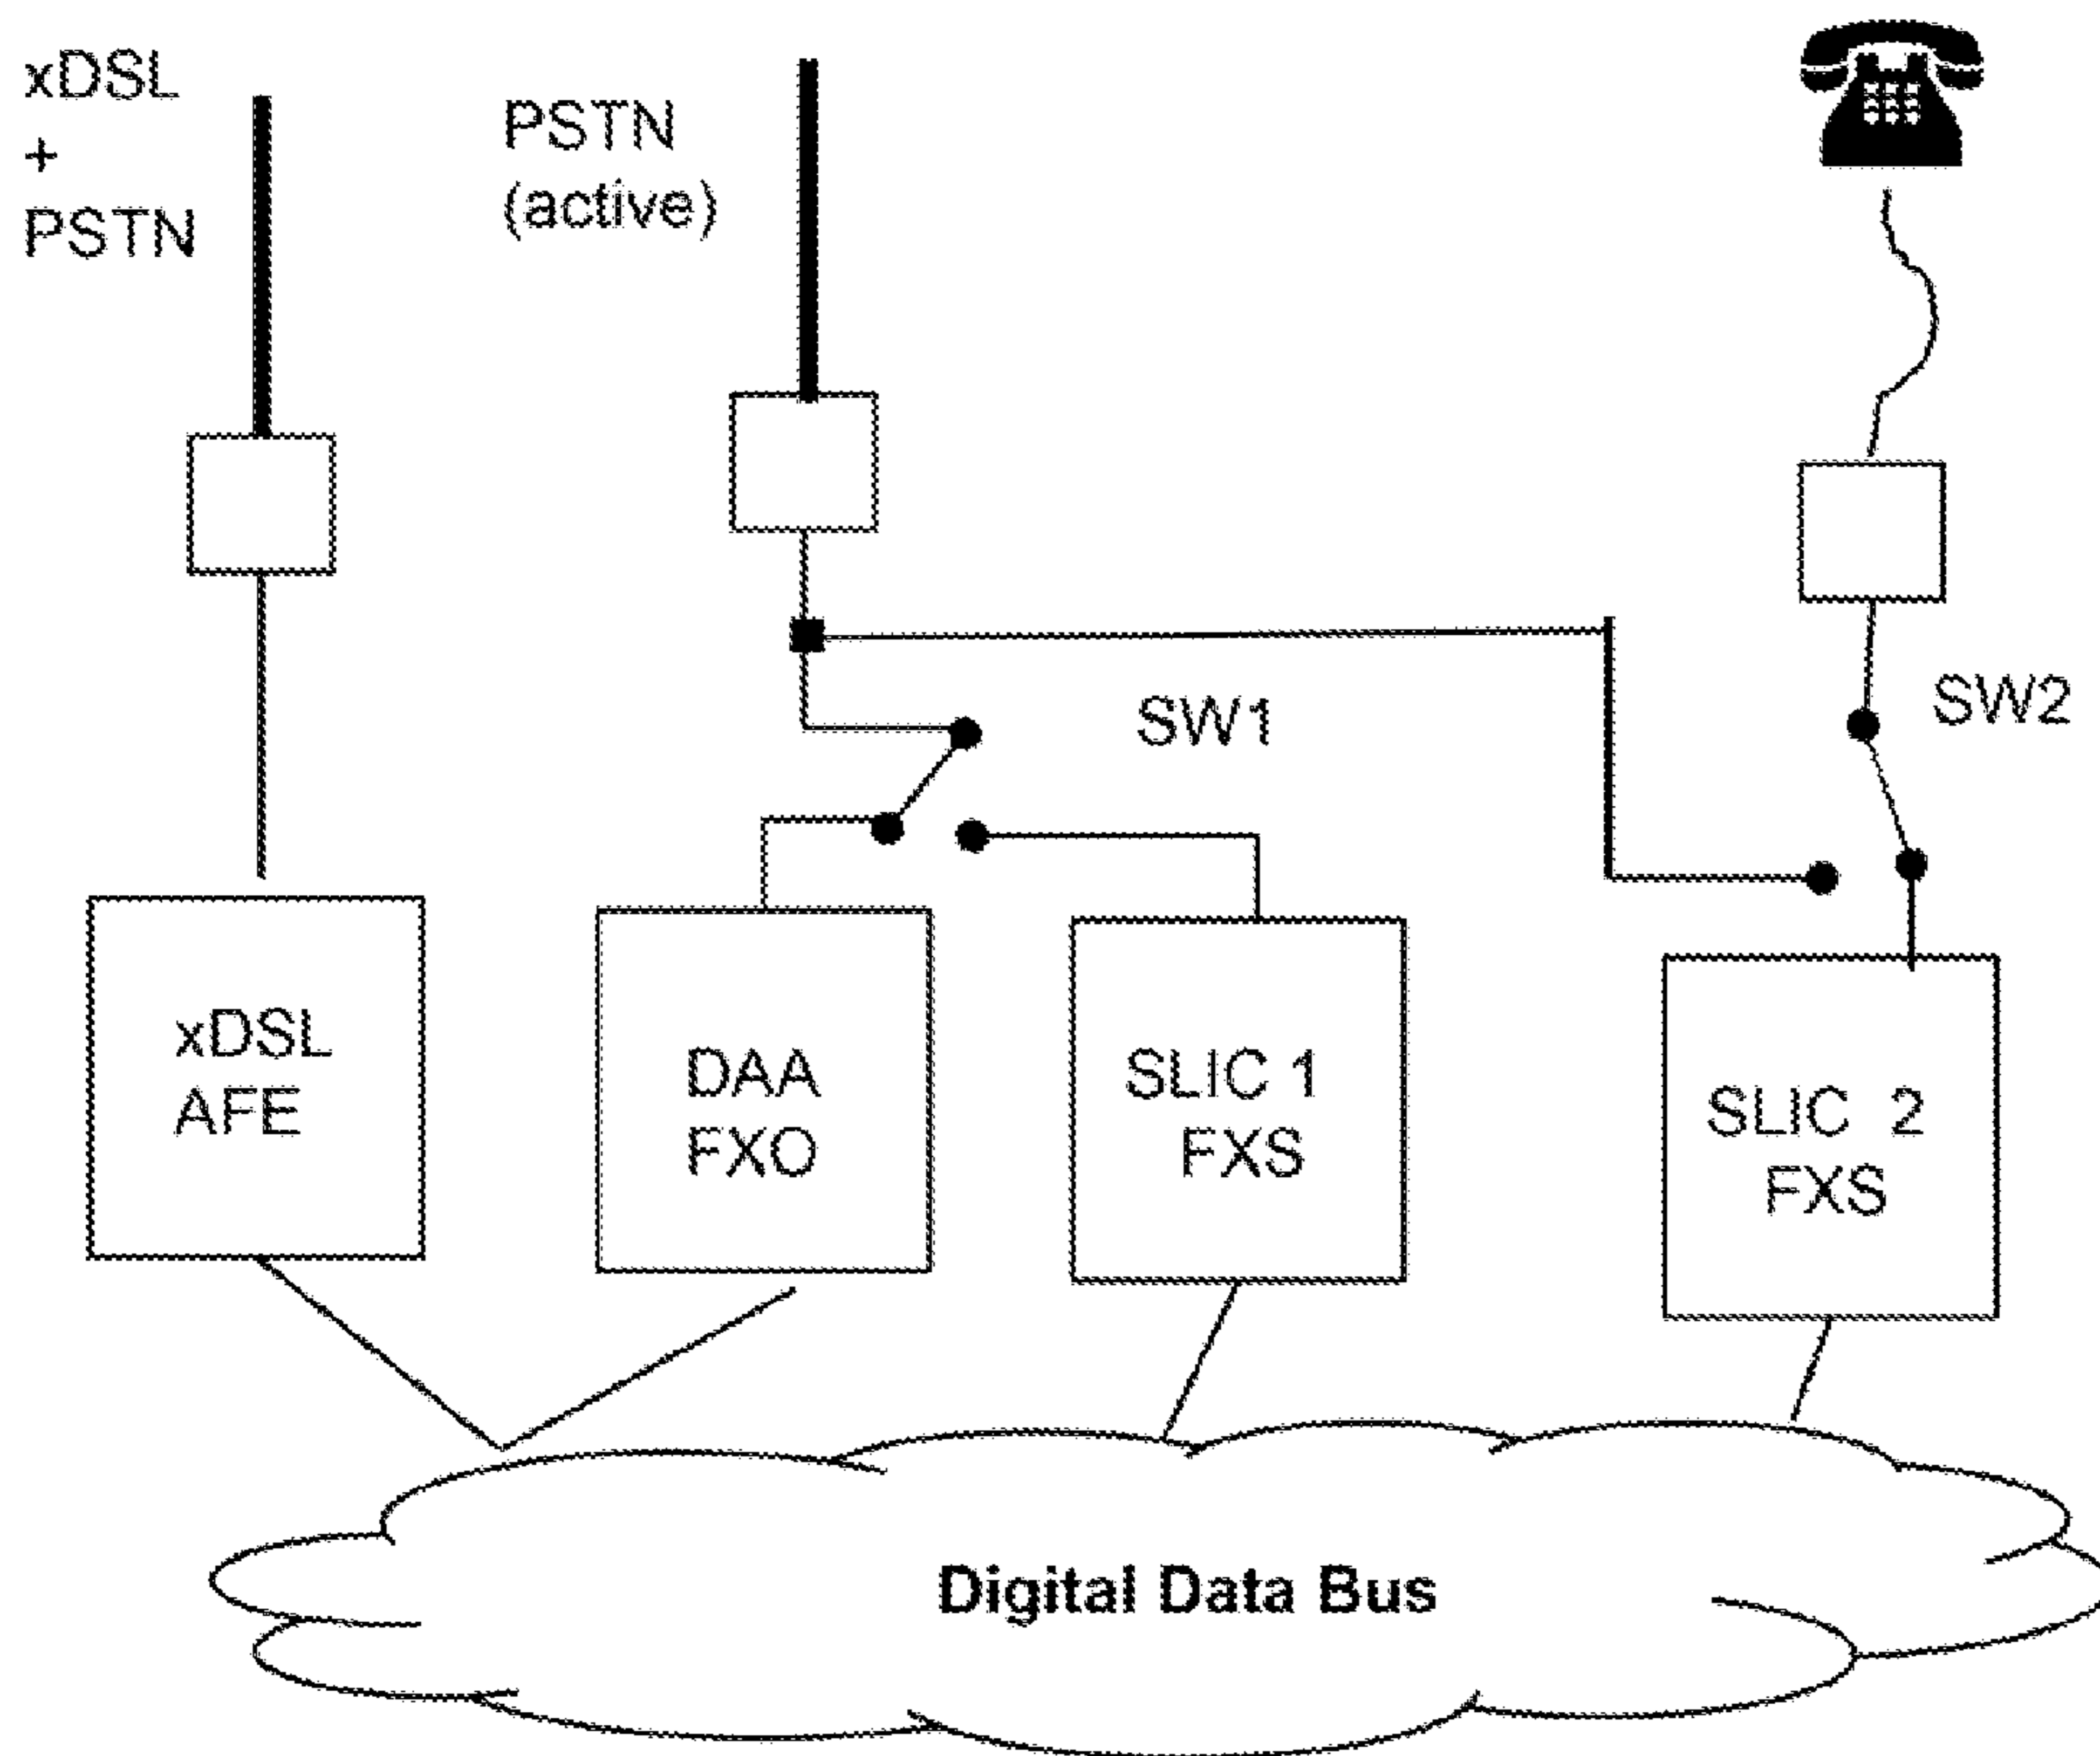 xDSL
+
PSTN
PSTN
(active)
SW1
SW2
xDSL
AFE
DAA
FXO
SLIC 1
FXS
SLIC 2
FXS
Digital Data Bus